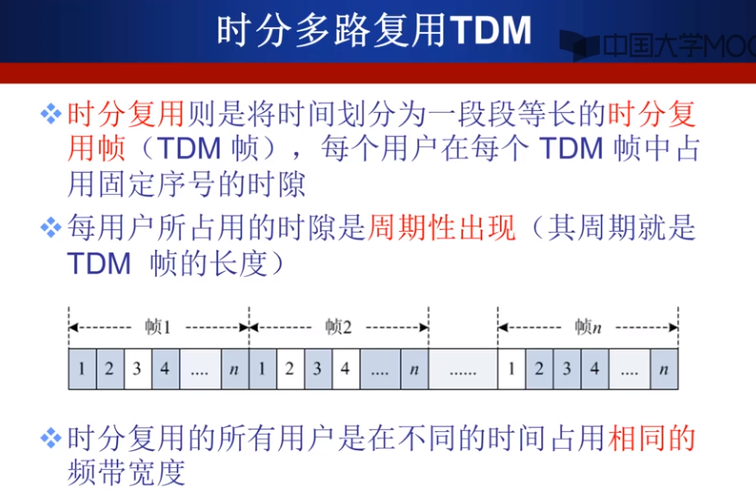 时分多路复用TDM
中国大学MOO
时分复用则是将时间划分为一段段等长的时分复
用帧（TDM 帧），每个用户在每个 TDM 帧中占
用固定序号的时隙
每用户所占用的时隙是周期性出现（其周期就是
TDM 帧的长度）
帧1 帧2 帧n
1 2 3 4 .... n 1 2 3 4 .... n ...... 1 2 3 4 .... n
时分复用的所有用户是在不同的时间占用相同的
频带宽度